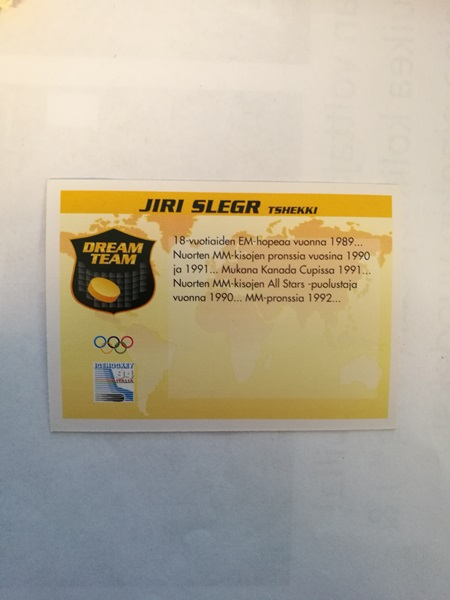 JIRI SLEGR TSHEKKI
DREAM
TEAM
18-vuotiaiden EM-hopeaa vuonna 1989...
Nuorten MM-kisojen pronssia vuosina 1990
ja 1991... Mukana Kanada Cupissa 1991...
Nuorten MM-kisojen All Stars -puolustaja
vuonna 1990... MM-pronssia 1992...
ITALIA